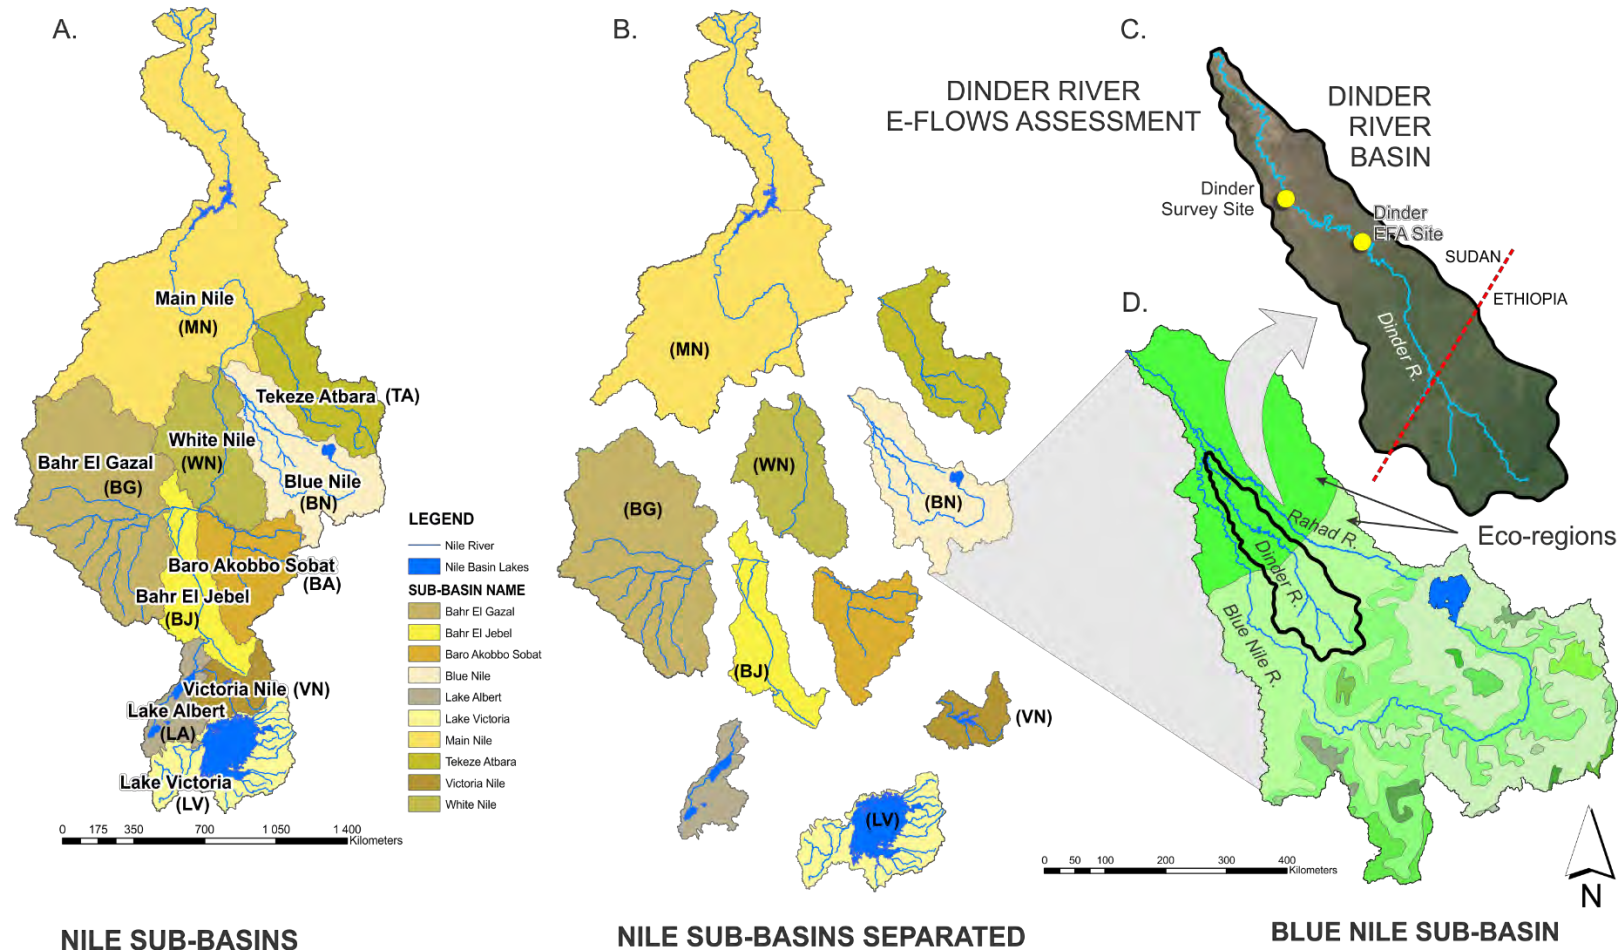 A.
Main Nile
(MN)
Tekeze Atbara (TA)
White Nile
(WN)
Bahr El Gazal
(BG)
Blue Nile
(BN)
Baro Akobbo Sobat
(BA)
Bahr El Jebel
(BJ)
Victoria Nile (VN)
Lake Albert
(LA)
Lake Victoria
(LV)
0 175 350 700 1 050 1 400
Kilometers
NILE SUB-BASINS
LEGEND
Nile River
Nile Basin Lakes
SUB-BASIN NAME
Bahr El Gazal
Bahr El Jebel
Baro Akobbo Sobat
Blue Nile
Lake Albert
Lake Victoria
Main Nile
Tekeze Atbara
Victoria Nile
White Nile
B.
(MN)
(WN)
(BG)
(BN)
(BJ)
(VN)
(LV)
NILE SUB-BASINS SEPARATED
C.
DINDER RIVER
E-FLOWS ASSESSMENT
DINDER
RIVER
BASIN
Dinder
Survey Site
Dinder
EFA Site
SUDAN
ETHIOPIA
Dinder R.
D.
Rahad R.
Dinder R.
Blue Nile R.
Eco-regions
0 50 100 200 300 400
Kilometers
N
BLUE NILE SUB-BASIN